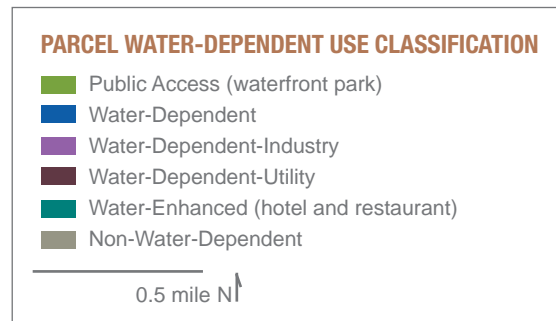 PARCEL WATER-DEPENDENT USE CLASSIFICATION
Public Access (waterfront park)
Water-Dependent
Water-Dependent-Industry
Water-Dependent-Utility
Water-Enhanced (hotel and restaurant)
Non-Water-Dependent
0.5 mile N